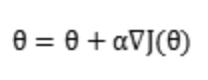 θ = θ + α∇J(θ)